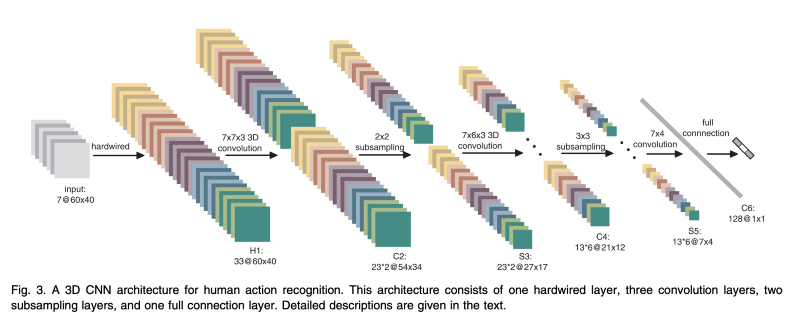 hardwired
7x7x3 3D
convolution
2x2
subsampling
7x6x3 3D
convolution
3x3
subsampling
7x4
convolution
full
connnection
input:
7@60x40
H1:
33@60x40
C2:
23*2@54x34
S3:
23*2@27x17
C4:
13*6@21x12
S5:
13*6@7x4
C6:
128@1x1
Fig. 3. A 3D CNN architecture for human action recognition. This architecture consists of one hardwired layer, three convolution layers, two
subsampling layers, and one full connection layer. Detailed descriptions are given in the text.